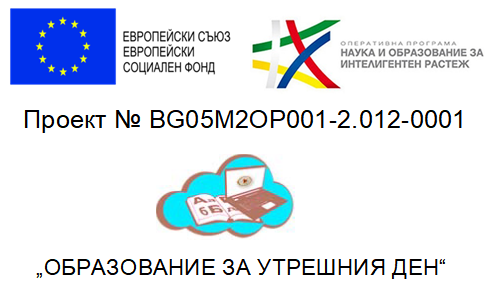 ЕВРОПЕЙСКИ СЪЮЗ
ЕВРОПЕЙСКИ
СОЦИАЛЕН ФОНД
ОПЕРАТИВНА ПРОГРАМА
НАУКА И ОБРАЗОВАНИЕ ЗА
ИНТЕЛИГЕНТЕН РАСТЕЖ
Проект № BG05M2OP001-2.012-0001
„ОБРАЗОВАНИЕ ЗА УТРЕШНИЯ ДЕН“